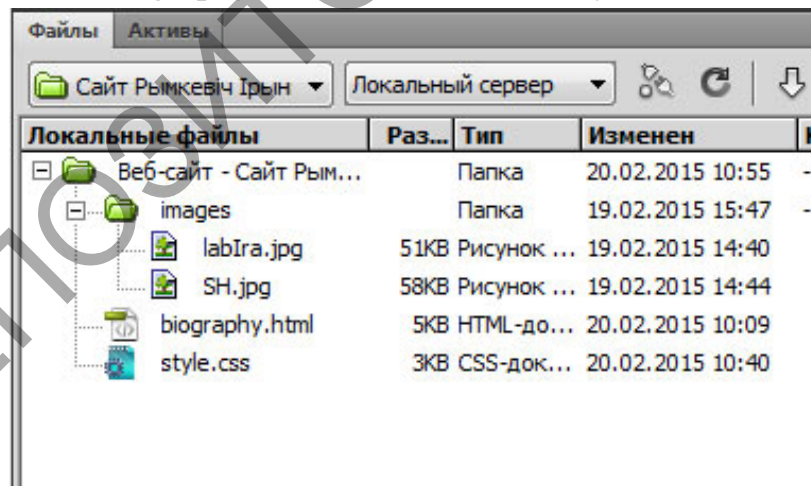 Файлы Активы
Сайт Рымкевіч Ірын Локальный сервер
Локальные файлы Раз... Тип Изменен
Веб-сайт - Сайт Рым... Папка 20.02.2015 10:55 -
images Папка 19.02.2015 15:47 -
labIra.jpg 51KB Рисунок ... 19.02.2015 14:40
SH.jpg 58KB Рисунок ... 19.02.2015 14:44
biography.html 5KB HTML-до... 20.02.2015 10:09
style.css 3KB CSS-док... 20.02.2015 10:40